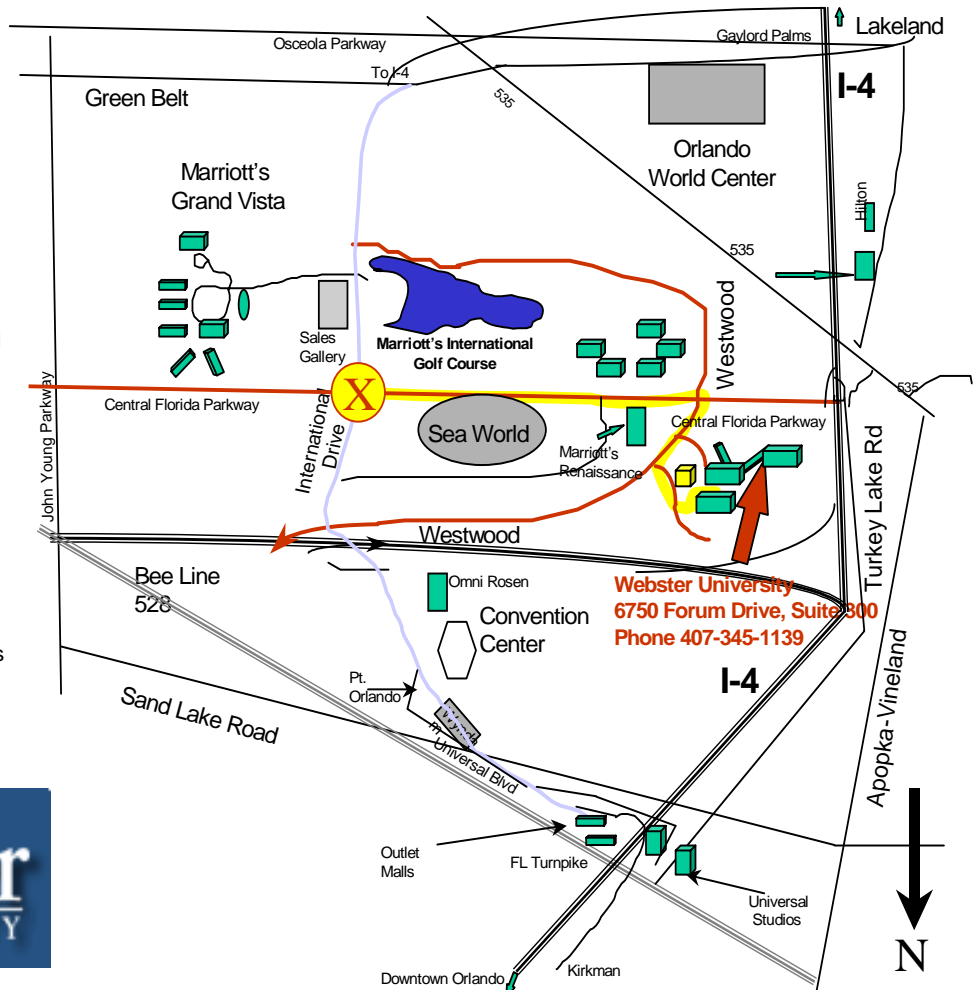 Lakeland
Osceola Parkway
Gaylord Palms
To I-4
I-4
Green Belt
535
Orlando
World Center
Marriott's
Grand Vista
Hilton
535
Westwood
Sales
Gallery
Marriott's International
Golf Course
John Young Parkway
Central Florida Parkway
X
International
Drive
Sea World
Marriott's
Renaissance
Central Florida Parkway
535
Turkey Lake Rd
Westwood
Bee Line
528
Omni Rosen
Convention
Center
Webster University
6750 Forum Drive, Suite 300
Phone 407-345-1139
I-4
Apopka-Vineland
s
Pt.
Orlando
Sand Lake Road
Universal Blvd
Outlet
Malls
FL Turnpike
Universal
Studios
r
Y
N
Downtown Orlando
Kirkman